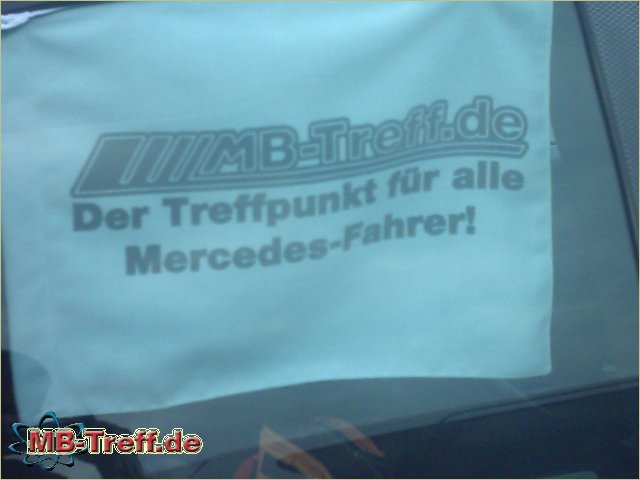 MB-Treff.de
Der Treffpunkt für alle
Mercedes-Fahrer!
MB-Treff.de